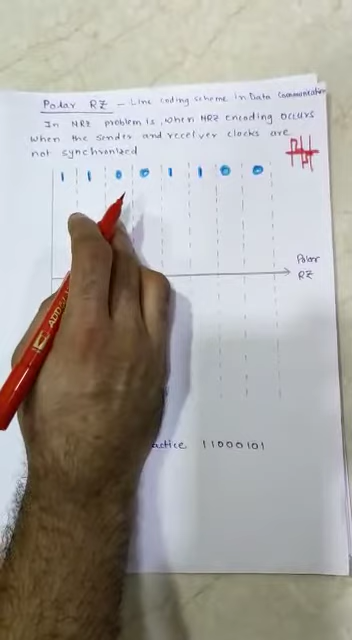 Polar RZ - Line coding scheme in Data Communication
In NRZ problem is, when NRZ encoding occurs
when the sender and receiver clocks are
not synchronized
1 1 0 0 1 1 0 0
Polar
RZ
11000101